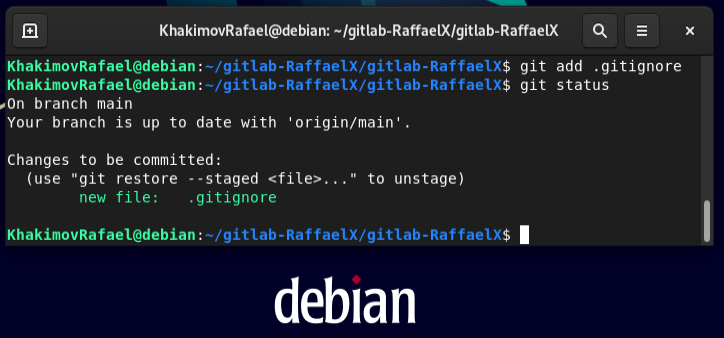 KhakimovRafael@debian: ~/gitlab-RaffaelX/gitlab-RaffaelX
KhakimovRafael@debian:~/gitlab-RaffaelX/gitlab-RaffaelX$ git add .gitignore
KhakimovRafael@debian:~/gitlab-RaffaelX/gitlab-RaffaelX$ git status
On branch main
Your branch is up to date with 'origin/main'.
Changes to be committed:
(use "git restore --staged <file>..." to unstage)
new file: .gitignore
KhakimovRafael@debian:~/gitlab-RaffaelX/gitlab-RaffaelX$
debian